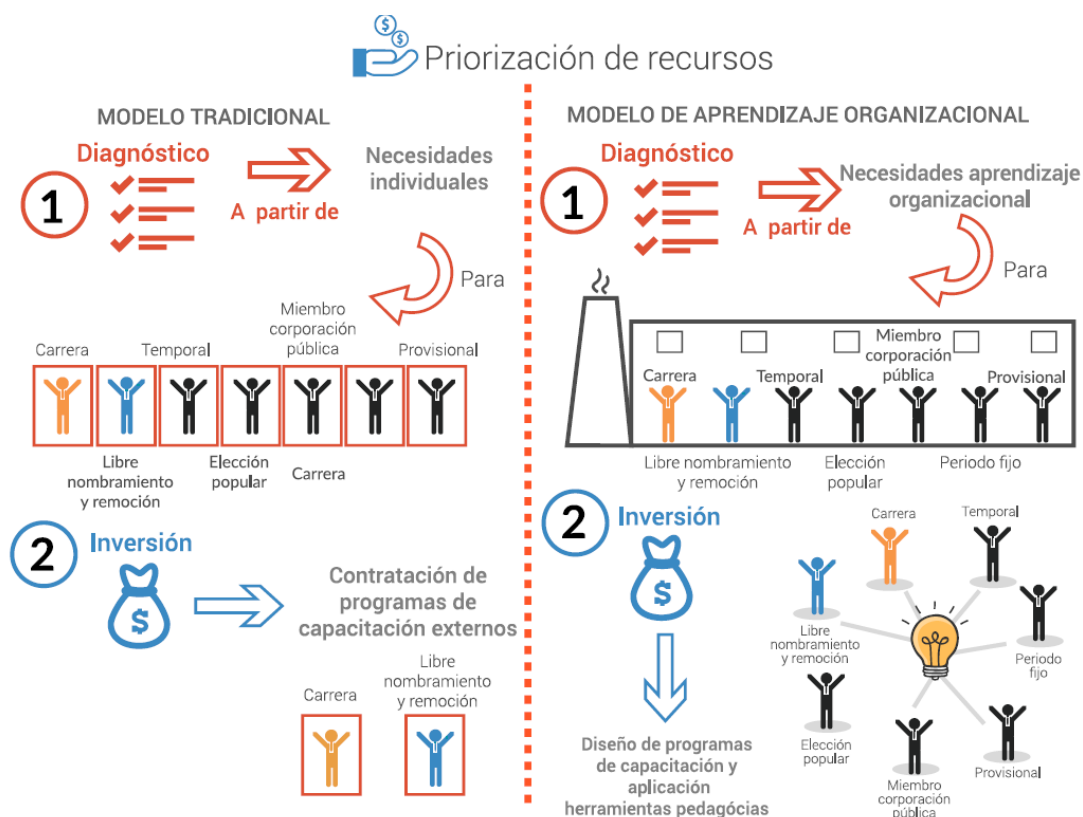 Priorización de recursos
MODELO TRADICIONAL
Diagnóstico
1
A partir de
Necesidades
individuales
Para
Carrera
Temporal
Miembro
corporación
pública
Provisional
Libre
nombramiento
y remoción
Elección
popular
Carrera
2
Inversión
$
Contratación de
programas de
capacitación externos
Carrera
Libre
nombramiento
y remoción
MODELO DE APRENDIZAJE ORGANIZACIONAL
Diagnóstico
1
A partir de
Necesidades aprendizaje
organizacional
Para
Carrera
Temporal
Miembro
corporación
pública
Provisional
Libre nombramiento
y remoción
Elección
popular
Periodo fijo
2
Inversión
$
Diseño de programas
de capacitación y
aplicación
herramientas pedagócias
Carrera
Temporal
Libre
nombramiento
y remoción
Periodo
fijo
Elección
popular
Miembro
corporación
pública
Provisional